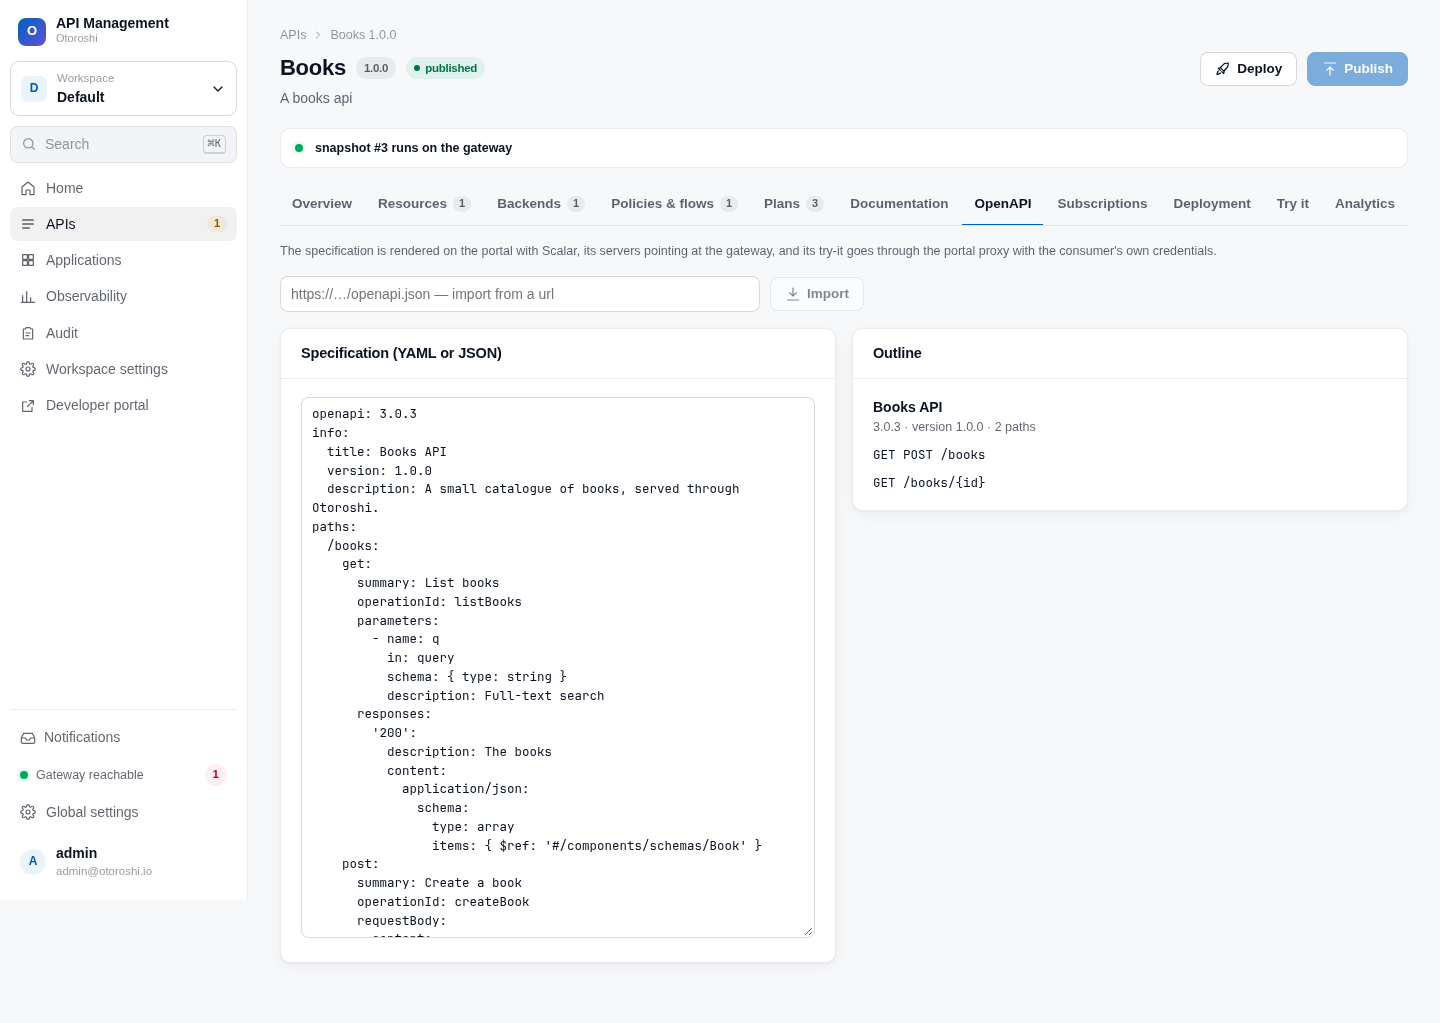 O
API Management
Otoroshi
D
Workspace
Default
Search
⌘K
Home
APIs
1
Applications
Observability
Audit
Workspace settings
Developer portal
Notifications
Gateway reachable
1
Global settings
A
admin
admin@otoroshi.io
APIs
Books 1.0.0
Books
1.0.0
published
Deploy
Publish
A books api
snapshot #3 runs on the gateway
Overview
Resources 1
Backends 1
Policies & flows 1
Plans 3
Documentation
OpenAPI
Subscriptions
Deployment
Try it
Analytics
The specification is rendered on the portal with Scalar, its servers pointing at the gateway, and its try-it goes through the portal proxy with the consumer's own credentials.
https://…/openapi.json — import from a url
Import
Specification (YAML or JSON)
openapi: 3.0.3
info:
  title: Books API
  version: 1.0.0
  description: A small catalogue of books, served through
Otoroshi.
paths:
  /books:
    get:
      summary: List books
      operationId: listBooks
      parameters:
        - name: q
          in: query
          schema: { type: string }
          description: Full-text search
      responses:
        '200':
          description: The books
          content:
            application/json:
              schema:
                type: array
                items: { $ref: '#/components/schemas/Book' }
    post:
      summary: Create a book
      operationId: createBook
      requestBody:
        content:
Outline
Books API
3.0.3 · version 1.0.0 · 2 paths
GET POST /books
GET /books/{id}